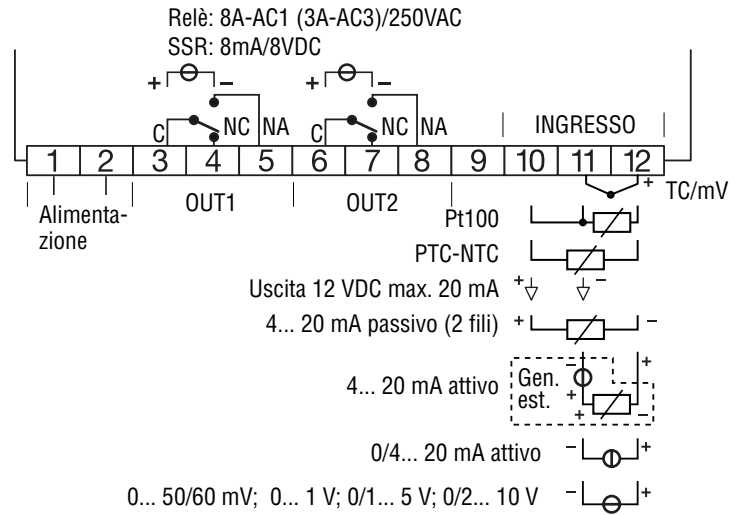 Relè: 8A-AC1 (3A-AC3)/250VAC
SSR: 8mA/8VDC
+ − + −
C NC NA C NC NA INGRESSO
1 2 3 4 5 6 7 8 9 10 11 12
Alimenta-
zione
OUT1 OUT2
+ TC/mV
Pt100
PTC-NTC
Uscita 12 VDC max. 20 mA + −
4... 20 mA passivo (2 fili) + −
4... 20 mA attivo
Gen.
est.
− +
+
+ −
0/4... 20 mA attivo − +
0... 50/60 mV; 0... 1 V; 0/1... 5 V; 0/2... 10 V − +